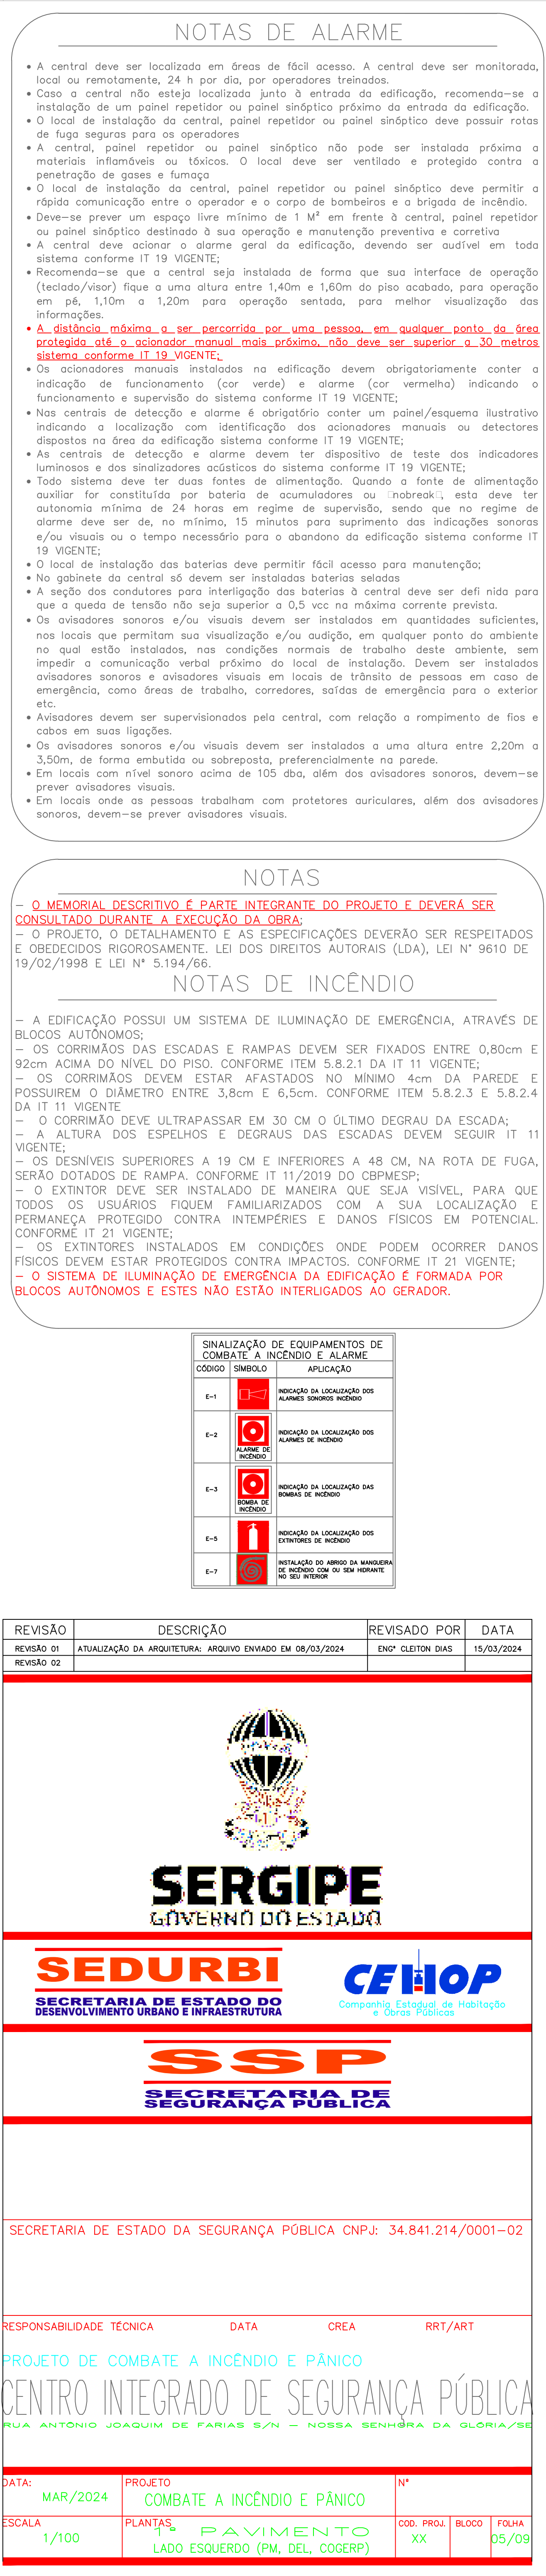 NOTAS DE ALARME
• A central deve ser localizada em áreas de fácil acesso. A central deve ser monitorada,
local ou remotamente, 24 h por dia, por operadores treinados.
• Caso a central não esteja localizada junto à entrada da edificação, recomenda-se a
instalação de um painel repetidor ou painel sinóptico próximo da entrada da edificação.
• O local de instalação da central, painel repetidor ou painel sinóptico deve possuir rotas
de fuga seguras para os operadores
• A central, painel repetidor ou painel sinóptico não pode ser instalada próxima a
materiais inflamáveis ou tóxicos. O local deve ser ventilado e protegido contra a
penetração de gases e fumaça
• O local de instalação da central, painel repetidor ou painel sinóptico deve permitir a
rápida comunicação entre o operador e o corpo de bombeiros e a brigada de incêndio.
• Deve-se prever um espaço livre mínimo de 1 M² em frente à central, painel repetidor
ou painel sinóptico destinado à sua operação e manutenção preventiva e corretiva
• A central deve acionar o alarme geral da edificação, devendo ser audível em toda
sistema conforme IT 19 VIGENTE;
• Recomenda-se que a central seja instalada de forma que sua interface de operação
(teclado/visor) fique a uma altura entre 1,40m e 1,60m do piso acabado, para operação
em pé, 1,10m a 1,20m para operação sentada, para melhor visualização das
informações.
• A distância máxima a ser percorrida por uma pessoa, em qualquer ponto da área
protegida até o acionador manual mais próximo, não deve ser superior a 30 metros
sistema conforme IT 19 VIGENTE;
• Os acionadores manuais instalados na edificação devem obrigatoriamente conter a
indicação de funcionamento (cor verde) e alarme (cor vermelha) indicando o
funcionamento e supervisão do sistema conforme IT 19 VIGENTE;
• Nas centrais de detecção e alarme é obrigatório conter um painel/esquema ilustrativo
indicando a localização com identificação dos acionadores manuais ou detectores
dispostos na área da edificação sistema conforme IT 19 VIGENTE;
• As centrais de detecção e alarme devem ter dispositivo de teste dos indicadores
luminosos e dos sinalizadores acústicos do sistema conforme IT 19 VIGENTE;
• Todo sistema deve ter duas fontes de alimentação. Quando a fonte de alimentação
auxiliar for constituída por bateria de acumuladores ou □nobreak□, esta deve ter
autonomia mínima de 24 horas em regime de supervisão, sendo que no regime de
alarme deve ser de, no mínimo, 15 minutos para suprimento das indicações sonoras
e/ou visuais ou o tempo necessário para o abandono da edificação sistema conforme IT
19 VIGENTE;
• O local de instalação das baterias deve permitir fácil acesso para manutenção;
• No gabinete da central só devem ser instaladas baterias seladas
• A seção dos condutores para interligação das baterias à central deve ser defi nida para
que a queda de tensão não seja superior a 0,5 vcc na máxima corrente prevista.
• Os avisadores sonoros e/ou visuais devem ser instalados em quantidades suficientes,
nos locais que permitam sua visualização e/ou audição, em qualquer ponto do ambiente
no qual estão instalados, nas condições normais de trabalho deste ambiente, sem
impedir a comunicação verbal próximo do local de instalação. Devem ser instalados
avisadores sonoros e avisadores visuais em locais de trânsito de pessoas em caso de
emergência, como áreas de trabalho, corredores, saídas de emergência para o exterior
etc.
• Avisadores devem ser supervisionados pela central, com relação a rompimento de fios e
cabos em suas ligações.
• Os avisadores sonoros e/ou visuais devem ser instalados a uma altura entre 2,20m a
3,50m, de forma embutida ou sobreposta, preferencialmente na parede.
• Em locais com nível sonoro acima de 105 dba, além dos avisadores sonoros, devem-se
prever avisadores visuais.
• Em locais onde as pessoas trabalham com protetores auriculares, além dos avisadores
sonoros, devem-se prever avisadores visuais.
NOTAS
- O MEMORIAL DESCRITIVO É PARTE INTEGRANTE DO PROJETO E DEVERÁ SER
CONSULTADO DURANTE A EXECUÇÃO DA OBRA;
- O PROJETO, O DETALHAMENTO E AS ESPECIFICAÇÕES DEVERÃO SER RESPEITADOS
E OBEDECIDOS RIGOROSAMENTE. LEI DOS DIREITOS AUTORAIS (LDA), LEI N° 9610 DE
19/02/1998 E LEI Nº 5.194/66.
NOTAS DE INCÊNDIO
- A EDIFICAÇÃO POSSUI UM SISTEMA DE ILUMINAÇÃO DE EMERGÊNCIA, ATRAVÉS DE
BLOCOS AUTÔNOMOS;
- OS CORRIMÃOS DAS ESCADAS E RAMPAS DEVEM SER FIXADOS ENTRE 0,80cm E
92cm ACIMA DO NÍVEL DO PISO. CONFORME ITEM 5.8.2.1 DA IT 11 VIGENTE;
- OS CORRIMÃOS DEVEM ESTAR AFASTADOS NO MÍNIMO 4cm DA PAREDE E
POSSUIREM O DIÂMETRO ENTRE 3,8cm E 6,5cm. CONFORME ITEM 5.8.2.3 E 5.8.2.4
DA IT 11 VIGENTE
- O CORRIMÃO DEVE ULTRAPASSAR EM 30 CM O ÚLTIMO DEGRAU DA ESCADA;
- A ALTURA DOS ESPELHOS E DEGRAUS DAS ESCADAS DEVEM SEGUIR IT 11
VIGENTE;
- OS DESNÍVEIS SUPERIORES A 19 CM E INFERIORES A 48 CM, NA ROTA DE FUGA,
SERÃO DOTADOS DE RAMPA. CONFORME IT 11/2019 DO CBPMESP;
- O EXTINTOR DEVE SER INSTALADO DE MANEIRA QUE SEJA VISÍVEL, PARA QUE
TODOS OS USUÁRIOS FIQUEM FAMILIARIZADOS COM A SUA LOCALIZAÇÃO E
PERMANEÇA PROTEGIDO CONTRA INTEMPÉRIES E DANOS FÍSICOS EM POTENCIAL.
CONFORME IT 21 VIGENTE;
- OS EXTINTORES INSTALADOS EM CONDIÇÕES ONDE PODEM OCORRER DANOS
FÍSICOS DEVEM ESTAR PROTEGIDOS CONTRA IMPACTOS. CONFORME IT 21 VIGENTE;
- O SISTEMA DE ILUMINAÇÃO DE EMERGÊNCIA DA EDIFICAÇÃO É FORMADA POR
BLOCOS AUTÔNOMOS E ESTES NÃO ESTÃO INTERLIGADOS AO GERADOR.
SINALIZAÇÃO DE EQUIPAMENTOS DE
COMBATE A INCÊNDIO E ALARME
CÓDIGO SÍMBOLO APLICAÇÃO
E-1 INDICAÇÃO DA LOCALIZAÇÃO DOS
ALARMES SONOROS INCÊNDIO
E-2 INDICAÇÃO DA LOCALIZAÇÃO DOS
ALARMES DE INCÊNDIO
ALARME DE
INCÊNDIO
E-3 INDICAÇÃO DA LOCALIZAÇÃO DAS
BOMBAS DE INCÊNDIO
BOMBA DE
INCÊNDIO
E-5 INDICAÇÃO DA LOCALIZAÇÃO DOS
EXTINTORES DE INCÊNDIO
E-7 INSTALAÇÃO DO ABRIGO DA MANGUEIRA
DE INCÊNDIO COM OU SEM HIDRANTE
NO SEU INTERIOR
REVISÃO DESCRIÇÃO REVISADO POR DATA
REVISÃO 01 ATUALIZAÇÃO DA ARQUITETURA: ARQUIVO ENVIADO EM 08/03/2024 ENGº CLEITON DIAS 15/03/2024
REVISÃO 02
SERGIPE
GOVERNO DO ESTADO
SEDURBI
SECRETARIA DE ESTADO DO
DESENVOLVIMENTO URBANO E INFRAESTRUTURA
CEHOP
Companhia Estadual de Habitação
e Obras Públicas
SSP
SECRETARIA DE
SEGURANÇA PÚBLICA
SECRETARIA DE ESTADO DA SEGURANÇA PÚBLICA CNPJ: 34.841.214/0001-02
RESPONSABILIDADE TÉCNICA DATA CREA RRT/ART
PROJETO DE COMBATE A INCÊNDIO E PÂNICO
CENTRO INTEGRADO DE SEGURANÇA PÚBLICA
RUA ANTÔNIO JOAQUIM DE FARIAS S/N - NOSSA SENHORA DA GLÓRIA/SE
DATA: PROJETO Nº
MAR/2024 COMBATE A INCÊNDIO E PÂNICO
ESCALA PLANTAS COD. PROJ. BLOCO FOLHA
1/100 1º PAVIMENTO XX 05/09
LADO ESQUERDO (PM, DEL, COGERP)